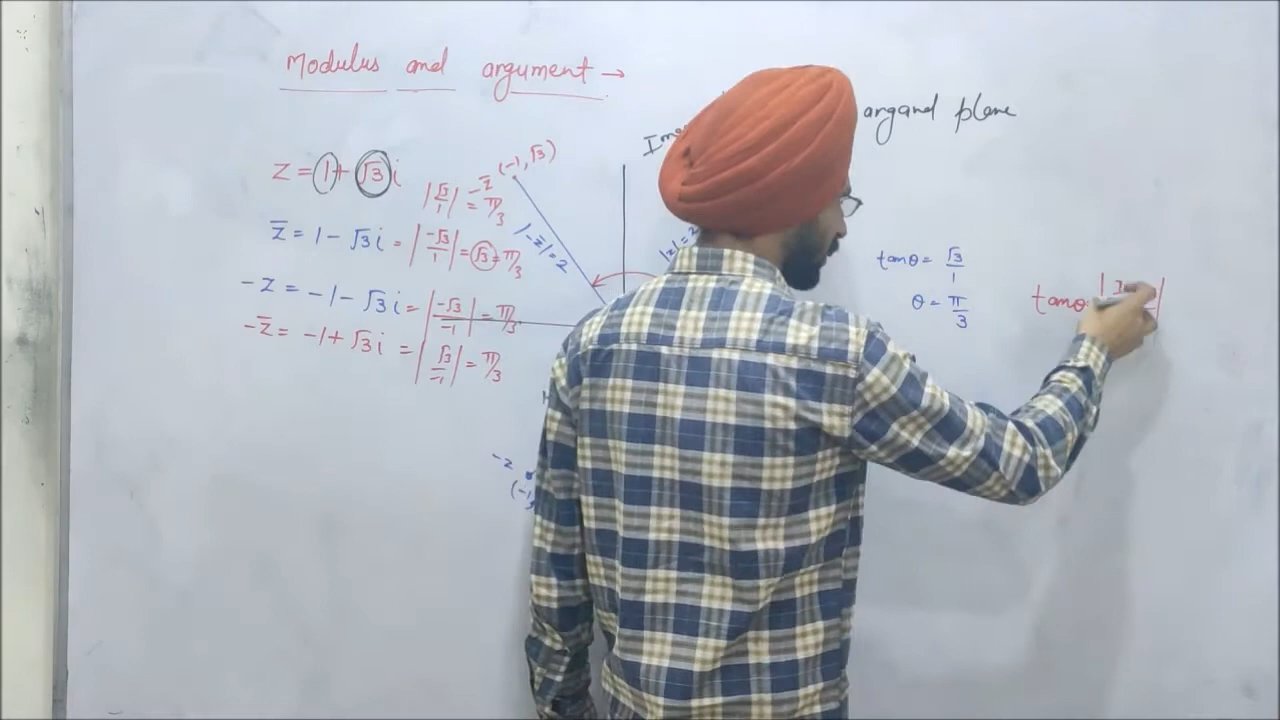 Modulus and argument →
argand plane
z = 1 + √3 i
|√3/1| = π/3
-z̄ (-1, √3)
|-z̄| = 2
|z| = 2
z̄ = 1 - √3 i = |-√3/1| = √3 = π/3
-z = -1 - √3 i = |-√3/-1| = π/3
-z̄ = -1 + √3 i = |√3/-1| = π/3
tanθ = √3/1
θ = π/3
tanθ
-z
(-1,